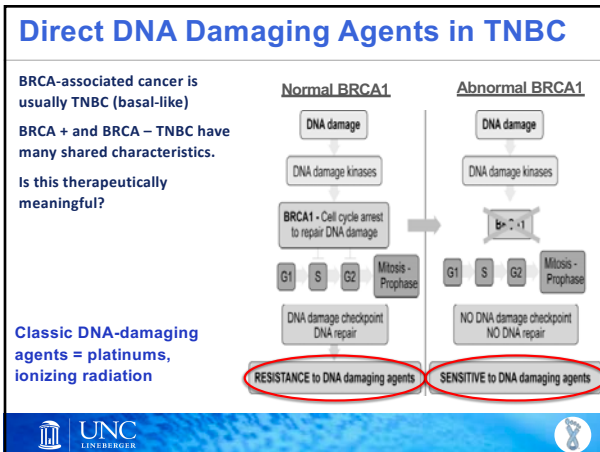 Direct DNA Damaging Agents in TNBC
BRCA-associated cancer is
usually TNBC (basal-like)
BRCA + and BRCA – TNBC have
many shared characteristics.
Is this therapeutically
meaningful?
Classic DNA-damaging
agents = platinums,
ionizing radiation
Normal BRCA1
DNA damage
DNA damage kinases
BRCA1 - Cell cycle arrest
to repair DNA damage
G1
S
G2
Mitosis -
Prophase
DNA damage checkpoint
DNA repair
RESISTANCE to DNA damaging agents
Abnormal BRCA1
DNA damage
DNA damage kinases
BRCA1
G1
S
G2
Mitosis -
Prophase
NO DNA damage checkpoint
NO DNA repair
SENSITIVE to DNA damaging agents
UNC
LINEBERGER